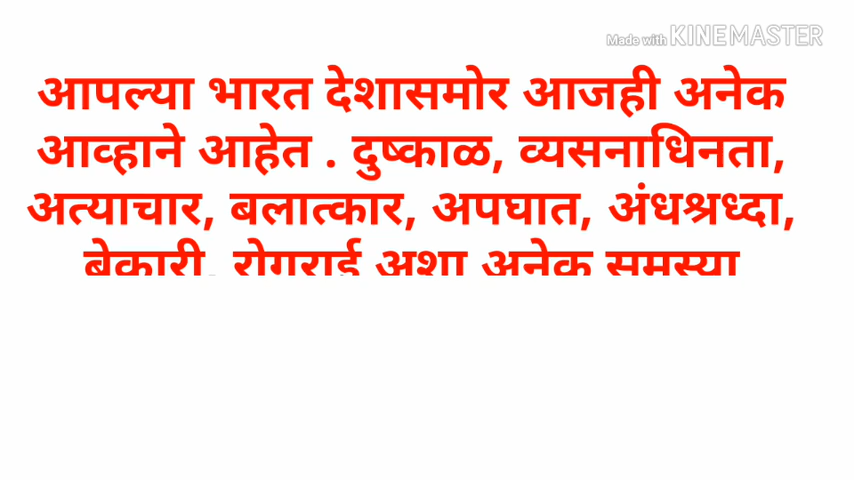 Made with KINEMASTER
आपल्या भारत देशासमोर आजही अनेक
आव्हाने आहेत . दुष्काळ, व्यसनाधिनता,
अत्याचार, बलात्कार, अपघात, अंधश्रध्दा,
बेकारी, रोगराई अशा अनेक समस्या